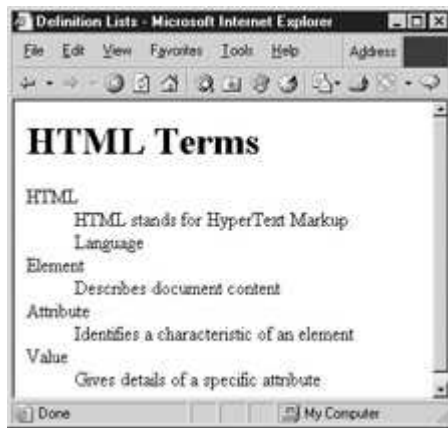 Definition Lists - Microsoft Internet Explorer
File Edit View Favorites Tools Help Address
HTML Terms
HTML
HTML stands for HyperText Markup
Language
Element
Describes document content
Attribute
Identifies a characteristic of an element
Value
Gives details of a specific attribute
Done My Computer